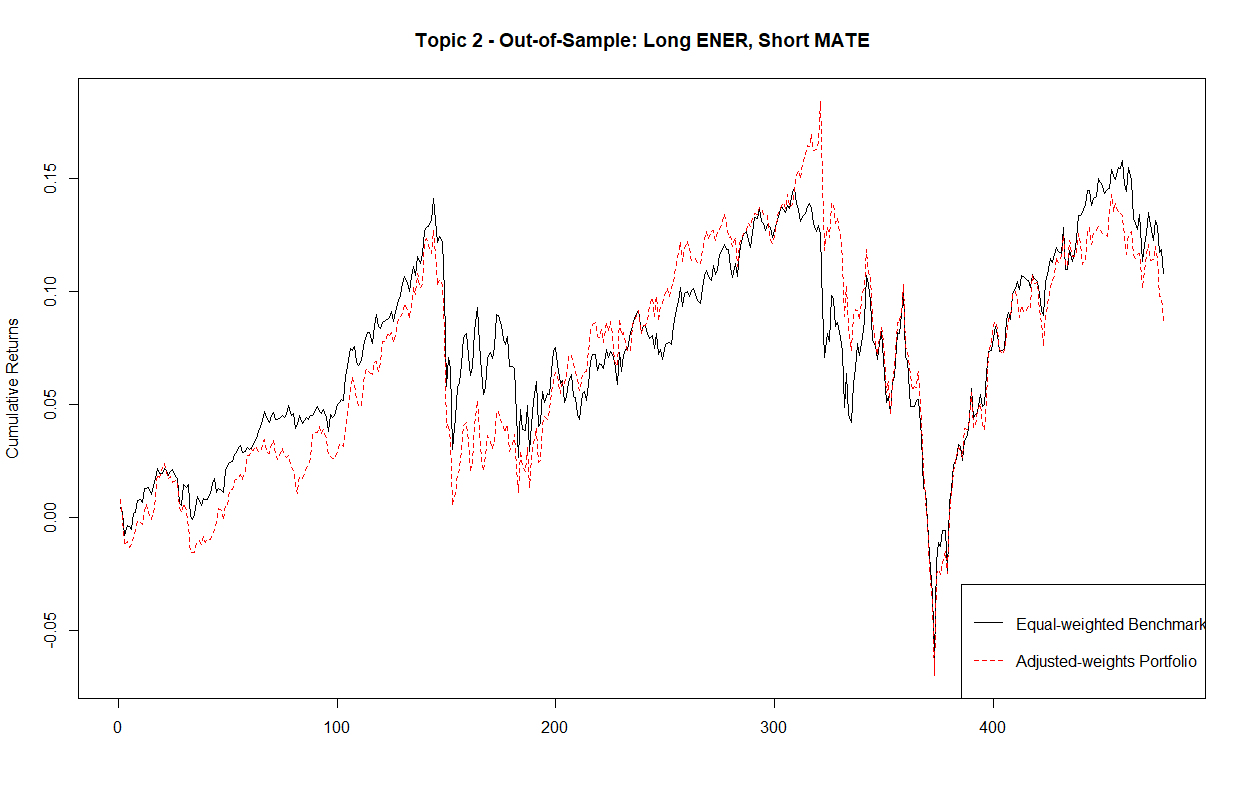 Topic 2 - Out-of-Sample: Long ENER, Short MATE
Cumulative Returns
0.15
0.10
0.05
0.00
-0.05
0
100
200
300
400
Equal-weighted Benchmark
Adjusted-weights Portfolio